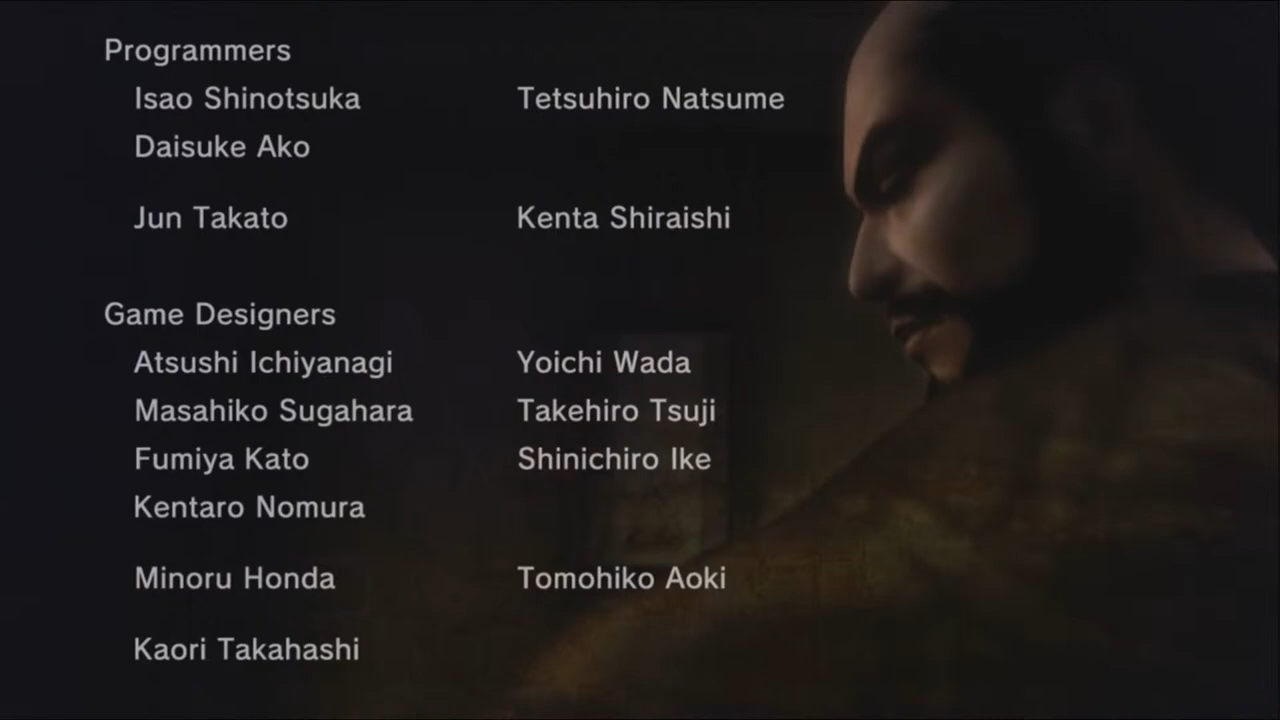 Programmers
Isao Shinotsuka Tetsuhiro Natsume
Daisuke Ako
Jun Takato Kenta Shiraishi
Game Designers
Atsushi Ichiyanagi Yoichi Wada
Masahiko Sugahara Takehiro Tsuji
Fumiya Kato Shinichiro Ike
Kentaro Nomura
Minoru Honda Tomohiko Aoki
Kaori Takahashi